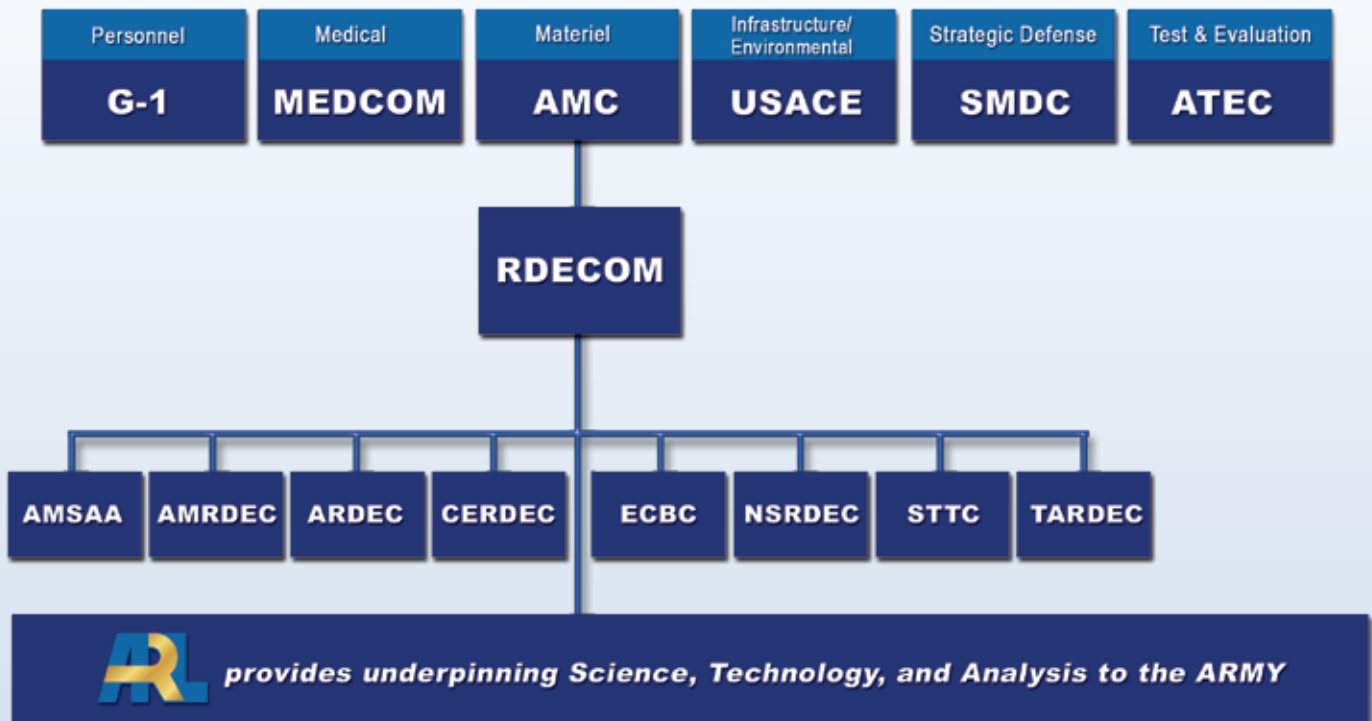 Personnel
G-1
Medical
MEDCOM
Materiel
AMC
Infrastructure/
Environmental
USACE
Strategic Defense
SMDC
Test & Evaluation
ATEC
RDECOM
AMSAA
AMRDEC
ARDEC
CERDEC
ECBC
NSRDEC
STTC
TARDEC
ARL provides underpinning Science, Technology, and Analysis to the ARMY